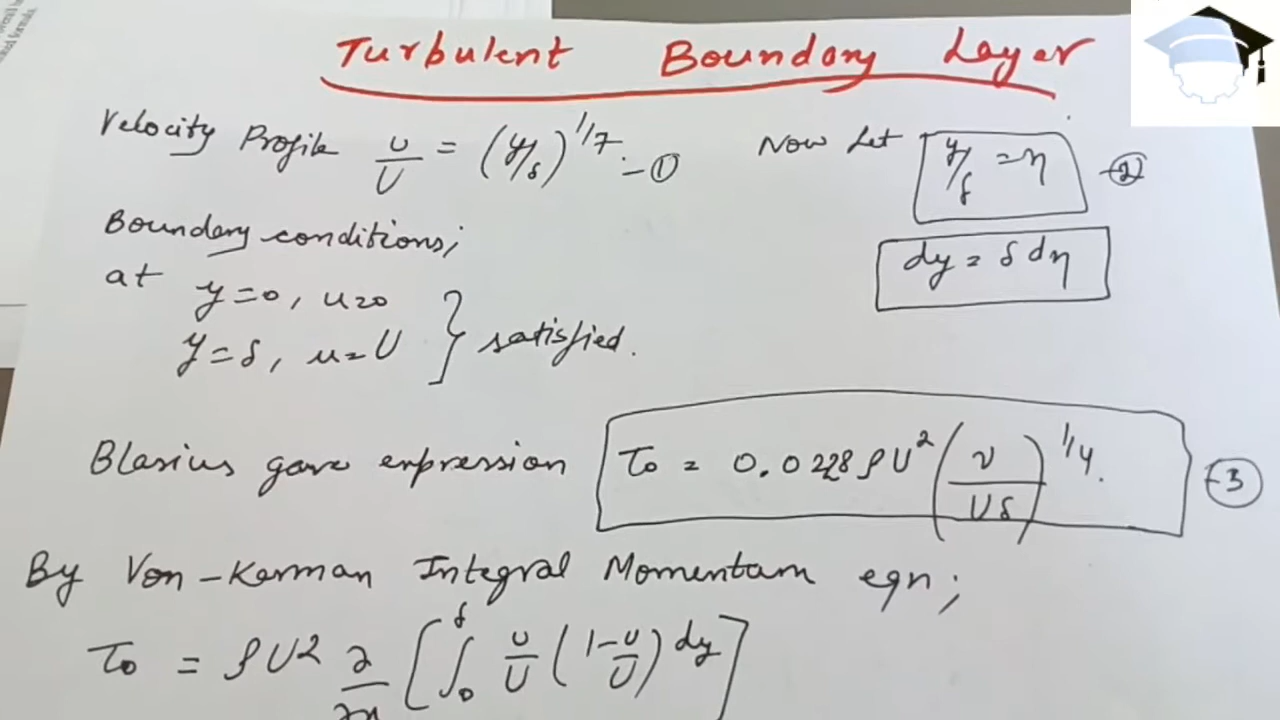 Turbulent Boundary Layer
Velocity Profile u/U = (y/δ)^1/7. -①
Now let y/δ = η -②
Boundary conditions;
dy = δ dη
at y=0, u=0
y=δ, u=U } satisfied.
Blasius gave expression τo = 0.0228 ρU² (ν/Uδ)^1/4. -③
By Von-Karman Integral Momentam eqn;
τo = ρU² ∂/∂x [∫₀^δ u/U (1-u/U) dy]